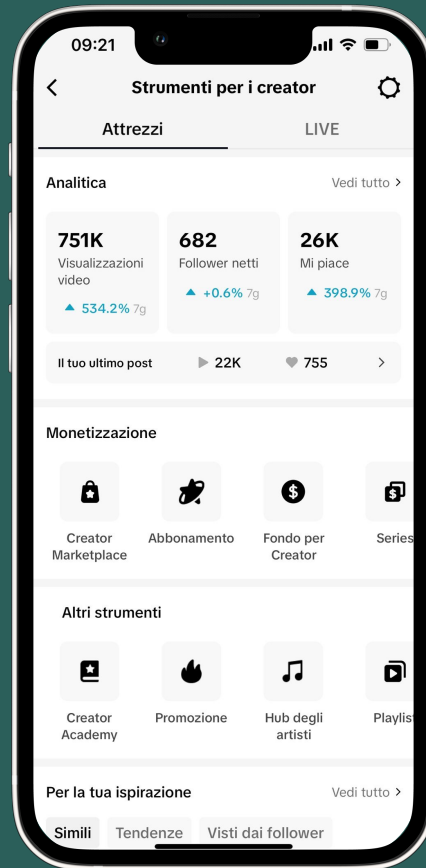 09:21
Strumenti per i creator
Attrezzi
LIVE
Analitica
Vedi tutto >
751K
Visualizzazioni
video
534.2% 7g
682
Follower netti
+0.6% 7g
26K
Mi piace
398.9% 7g
Il tuo ultimo post
22K
755
Monetizzazione
Creator
Marketplace
Abbonamento
Fondo per
Creator
Series
Altri strumenti
Creator
Academy
Promozione
Hub degli
artisti
Playlis
Per la tua ispirazione
Vedi tutto >
Simili
Tendenze
Visti dai follower